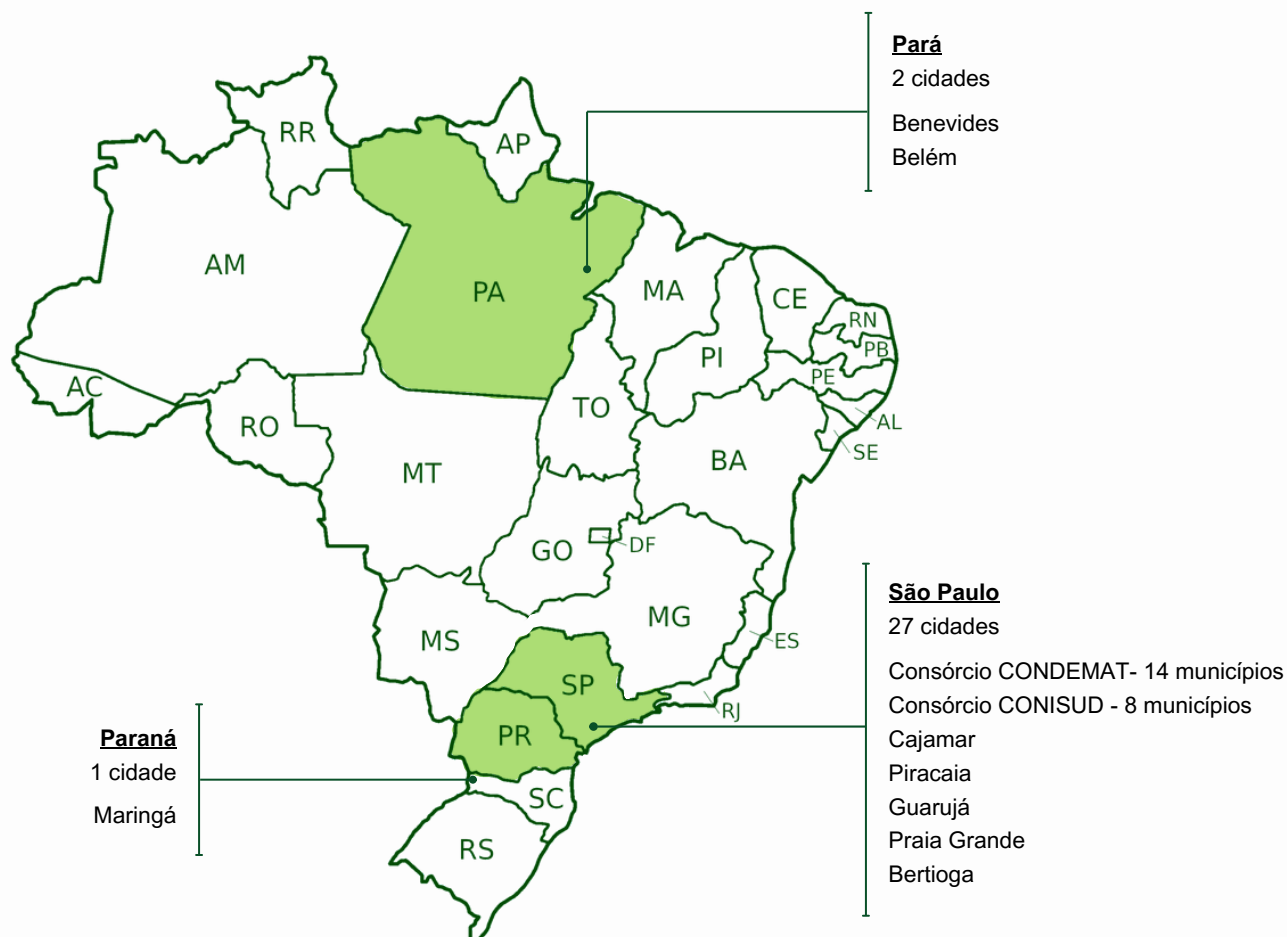 Pará
2 cidades
Benevides
Belém
RR
AP
AM
PA
MA
CE
RN
PB
PI
PE
AC
TO
AL
RO
SE
BA
MT
GO
DF
MG
ES
MS
SP
RJ
PR
SC
RS
São Paulo
27 cidades
Consórcio CONDEMAT- 14 municípios
Consórcio CONISUD - 8 municípios
Cajamar
Piracaia
Guarujá
Praia Grande
Bertioga
Paraná
1 cidade
Maringá